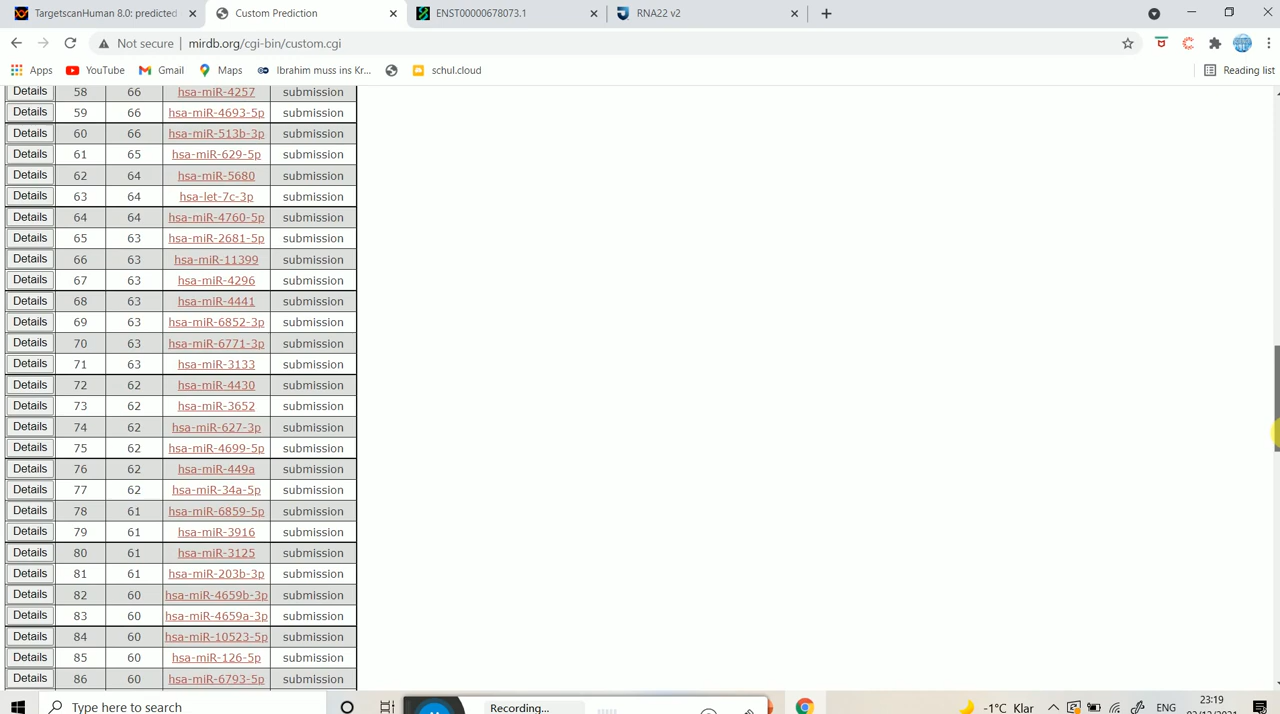 TargetscanHuman 8.0: predicted
Custom Prediction
ENST00000678073.1
RNA22 v2
Not secure
mirdb.org/cgi-bin/custom.cgi
Apps
YouTube
Gmail
Maps
Ibrahim muss ins Kr...
schul.cloud
Reading list
Details 58 66 hsa-miR-4257 submission
Details 59 66 hsa-miR-4693-5p submission
Details 60 66 hsa-miR-513b-3p submission
Details 61 65 hsa-miR-629-5p submission
Details 62 64 hsa-miR-5680 submission
Details 63 64 hsa-let-7c-3p submission
Details 64 64 hsa-miR-4760-5p submission
Details 65 63 hsa-miR-2681-5p submission
Details 66 63 hsa-miR-11399 submission
Details 67 63 hsa-miR-4296 submission
Details 68 63 hsa-miR-4441 submission
Details 69 63 hsa-miR-6852-3p submission
Details 70 63 hsa-miR-6771-3p submission
Details 71 63 hsa-miR-3133 submission
Details 72 62 hsa-miR-4430 submission
Details 73 62 hsa-miR-3652 submission
Details 74 62 hsa-miR-627-3p submission
Details 75 62 hsa-miR-4699-5p submission
Details 76 62 hsa-miR-449a submission
Details 77 62 hsa-miR-34a-5p submission
Details 78 61 hsa-miR-6859-5p submission
Details 79 61 hsa-miR-3916 submission
Details 80 61 hsa-miR-3125 submission
Details 81 61 hsa-miR-203b-3p submission
Details 82 60 hsa-miR-4659b-3p submission
Details 83 60 hsa-miR-4659a-3p submission
Details 84 60 hsa-miR-10523-5p submission
Details 85 60 hsa-miR-126-5p submission
Details 86 60 hsa-miR-6793-5p submission
Type here to search
Recording...
-1°C Klar
ENG
23:19